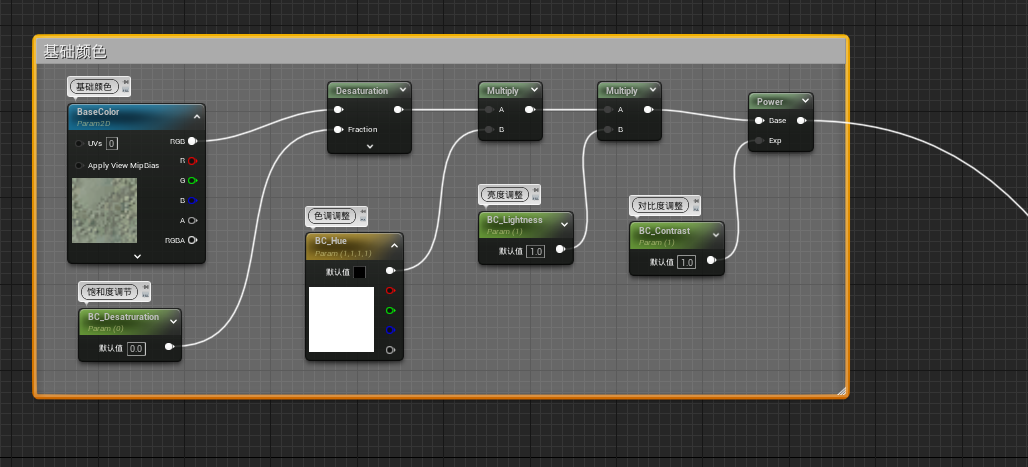 基础颜色
基础颜色
BaseColor
Param2D
UVs 0
RGB
Apply View MipBias
R
G
B
A
RGBA
饱和度调节
BC_Desatruration
Param (0)
默认值 0.0
Desaturation
Fraction
色调调整
BC_Hue
Param (1,1,1,1)
默认值
Multiply
A
B
亮度调整
BC_Lightness
Param (1)
默认值 1.0
Multiply
A
B
对比度调整
BC_Contrast
Param (1)
默认值 1.0
Power
Base
Exp